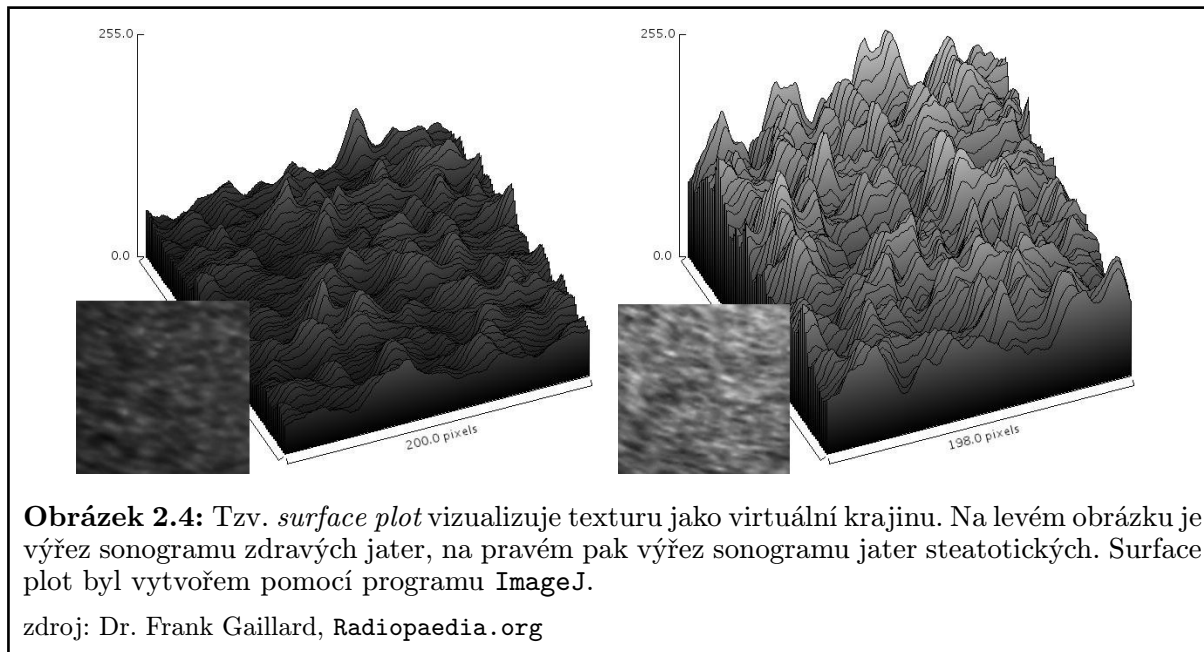 255.0
0.0
200.0 pixels
255.0
0.0
198.0 pixels
Obrázek 2.4: Tzv. surface plot vizualizuje texturu jako virtuální krajinu. Na levém obrázku je
výřez sonogramu zdravých jater, na pravém pak výřez sonogramu jater steatotických. Surface
plot byl vytvořem pomocí programu ImageJ.
zdroj: Dr. Frank Gaillard, Radiopaedia.org